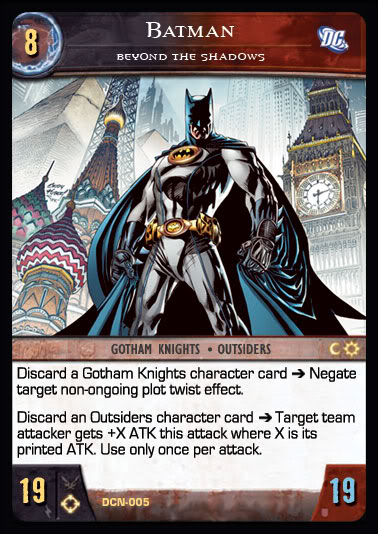 8
BATMAN
DC
BEYOND THE SHADOWS
GOTHAM KNIGHTS • OUTSIDERS
Discard a Gotham Knights character card ➔ Negate
target non-ongoing plot twist effect.
Discard an Outsiders character card ➔ Target team
attacker gets +X ATK this attack where X is its
printed ATK. Use only once per attack.
19
DCN-005
19